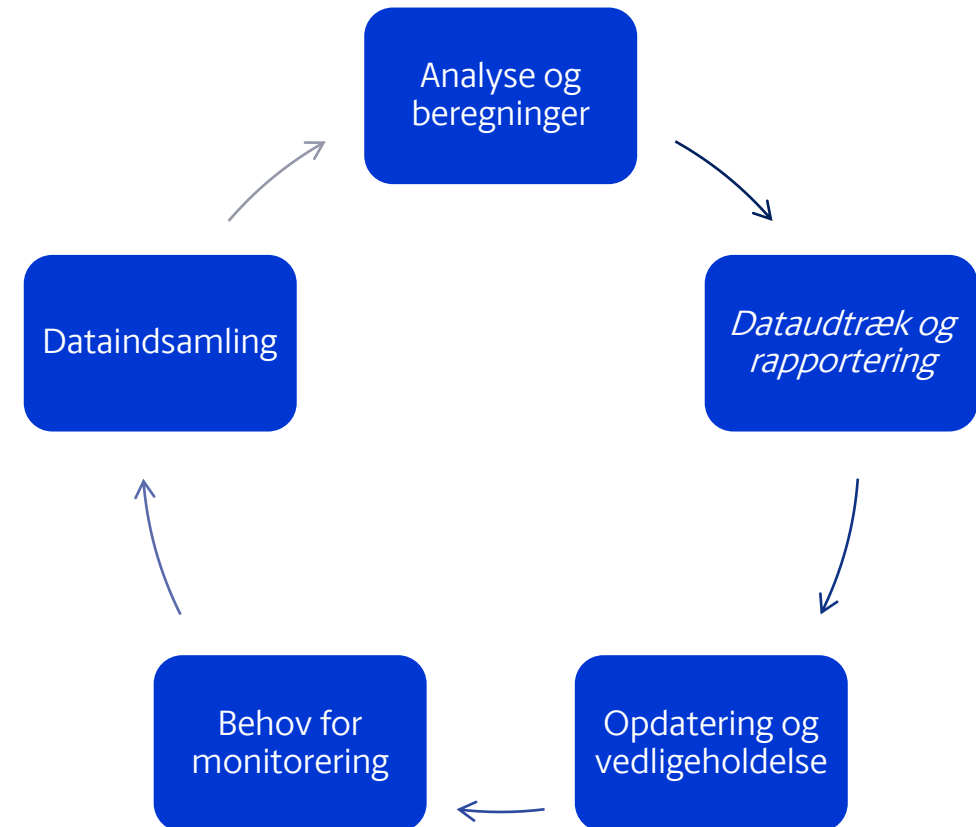 Analyse og
beregninger
Dataudtræk og
rapportering
Opdatering og
vedligeholdelse
Behov for
monitorering
Dataindsamling